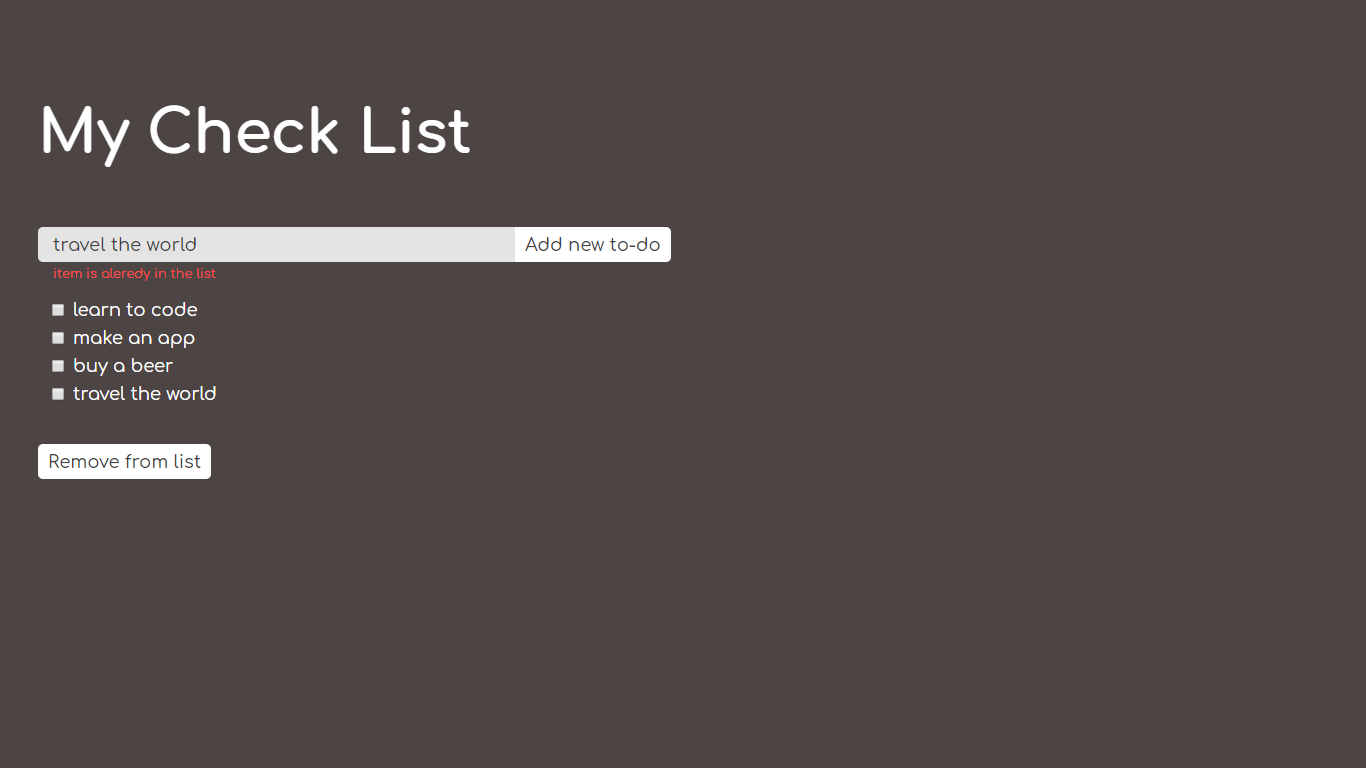 My Check List
travel the world
Add new to-do
item is aleredy in the list
learn to code
make an app
buy a beer
travel the world
Remove from list